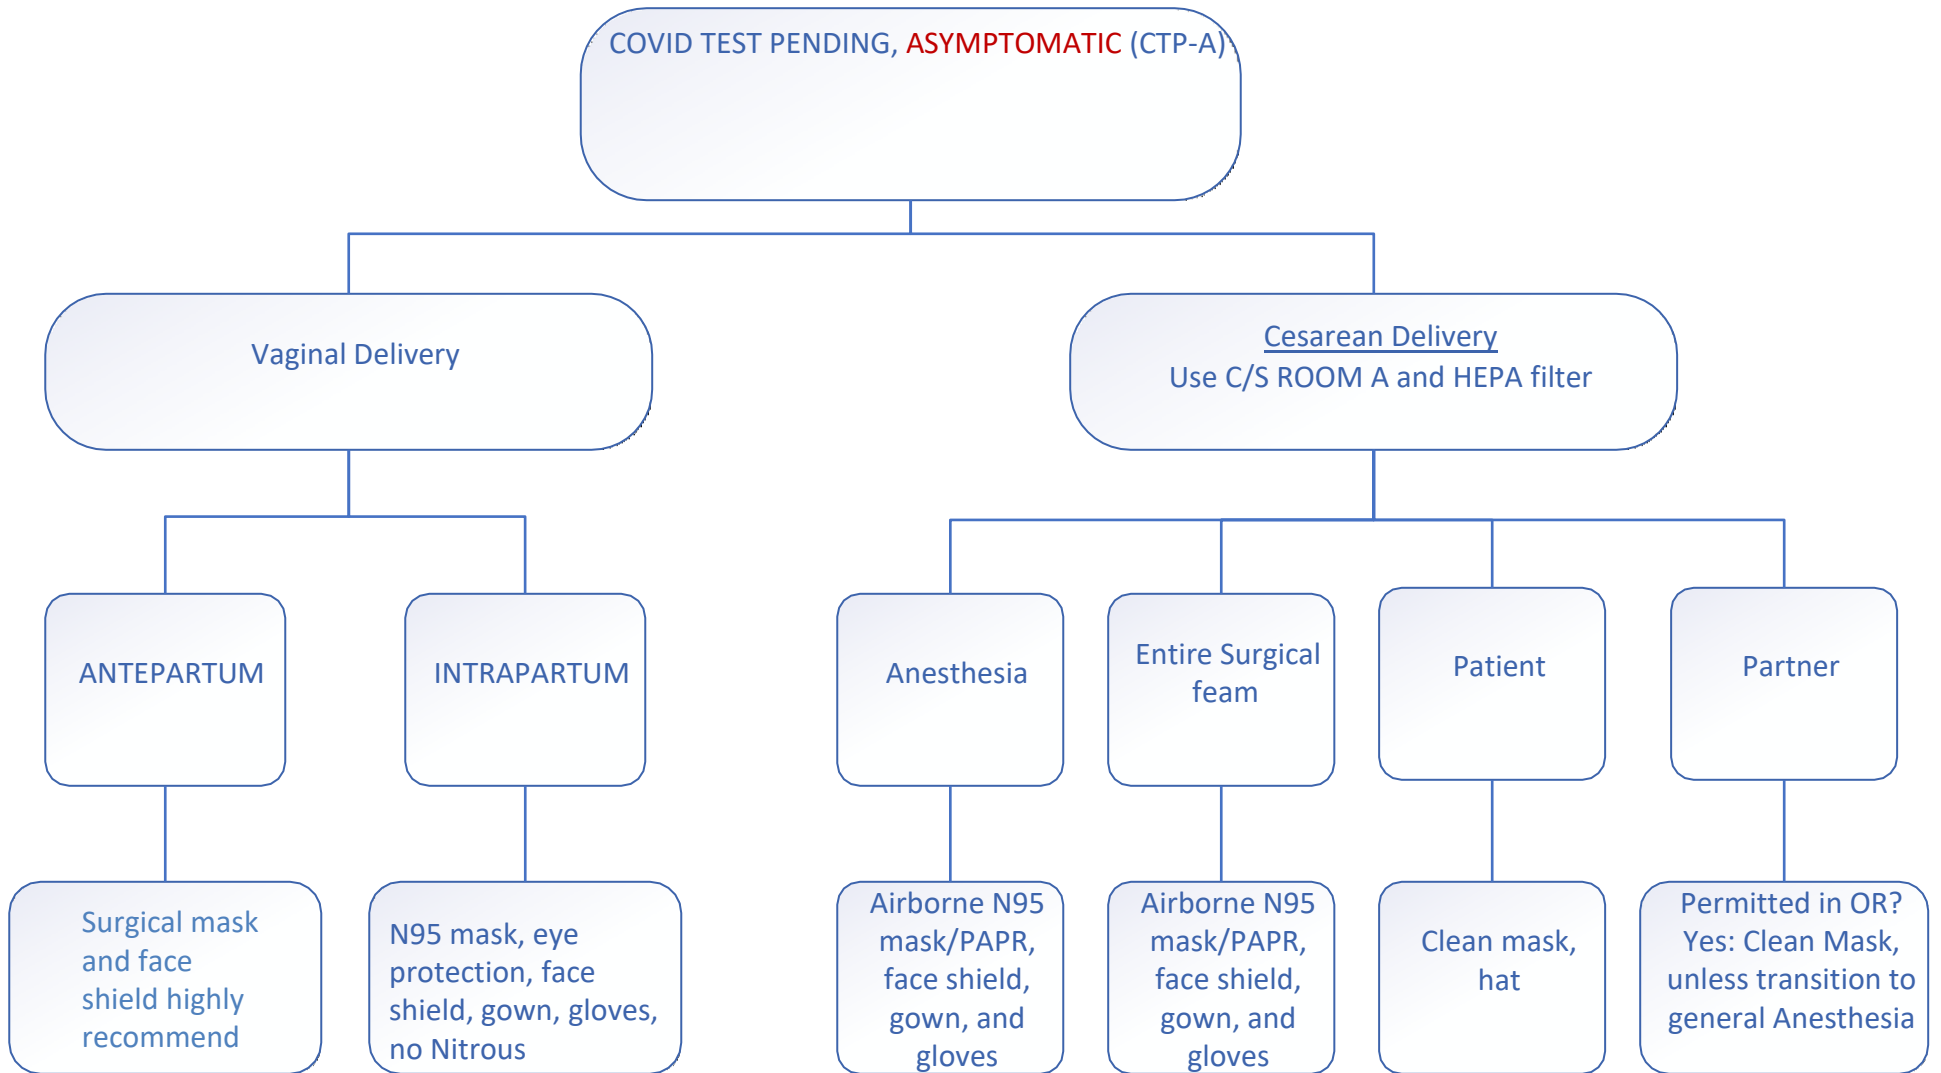 COVID TEST PENDING, ASYMPTOMATIC (CTP-A)
Vaginal Delivery
Cesarean Delivery
Use C/S ROOM A and HEPA filter
ANTEPARTUM
INTRAPARTUM
Anesthesia
Entire Surgical
feam
Patient
Partner
Surgical mask
and face
shield highly
recommend
N95 mask, eye
protection, face
shield, gown, gloves,
no Nitrous
Airborne N95
mask/PAPR,
face shield,
gown, and
gloves
Airborne N95
mask/PAPR,
face shield,
gown, and
gloves
Clean mask,
hat
Permitted in OR?
Yes: Clean Mask,
unless transition to
general Anesthesia